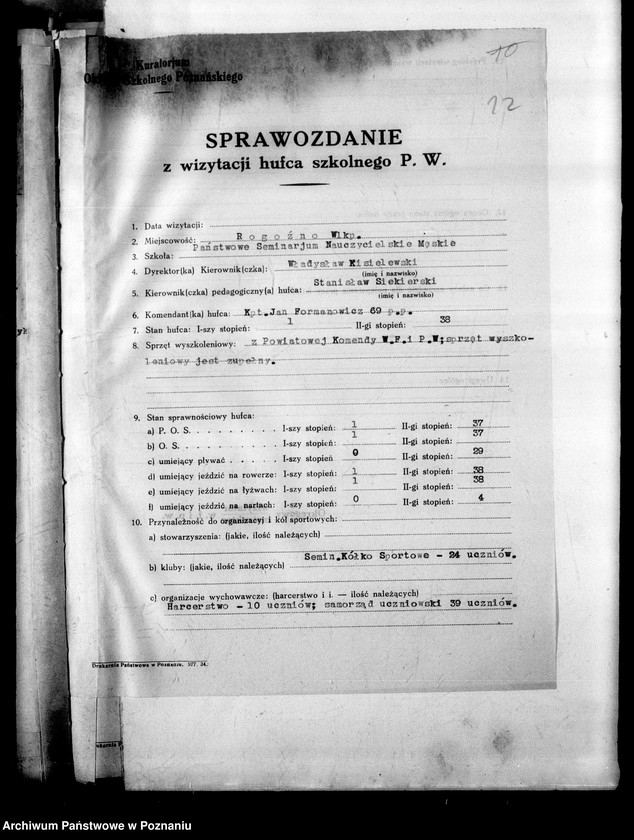 10
12
Kuratorjum
Szkolnego Poznańskiego
SPRAWOZDANIE
z wizytacji hufca szkolnego P. W.
1. Data wizytacji:
2. Miejscowość: Rogoźno Wlkp.
3. Szkoła: Państwowe Seminarjum Nauczycielskie Męskie
4. Dyrektor(ka) Kierownik(czka): Władysław Kisielewski
(imię i nazwisko)
5. Kierownik(czka) pedagogiczny(a) hufca: Stanisław Siekierski
(imię i nazwisko)
6. Komendant(ka) hufca: Kpt.Jan Formanowicz 69 p.p.
7. Stan hufca: I-szy stopień: 1 II-gi stopień: 38
8. Sprzęt wyszkoleniowy: z Powiatowej Komendy W.F.i P.W;sprzęt wyszko-
leniowy jest zupełny.
9. Stan sprawnościowy hufca:
a) P. O. S. I-szy stopień: 1 II-gi stopień: 37
b) O. S. I-szy stopień: 1 II-gi stopień: 37
c) umiejący pływać I-szy stopień 0 II-gi stopień: 29
d) umiejący jeździć na rowerze: I-szy stopień: 1 II-gi stopień: 38
e) umiejący jeździć na łyżwach: I-szy stopień: 1 II-gi stopień: 38
f) umiejący jeździć na nartach: I-szy stopień: 0 II-gi stopień: 4
10. Przynależność do organizacyj i kół sportowych:
a) stowarzyszenia: (jakie, ilość należących)
Semin.Kółko Sportowe - 24 uczniów.
b) kluby: (jakie, ilość należących)
c) organizacje wychowawcze: (harcerstwo i i. — ilość należących)
Harcerstwo - 10 uczniów; samorząd uczniowski 39 uczniów.
Drukarnia Państwowa w Poznaniu. 577. 34.
Drukarnia P
Archiwum Państwowe w Poznaniu